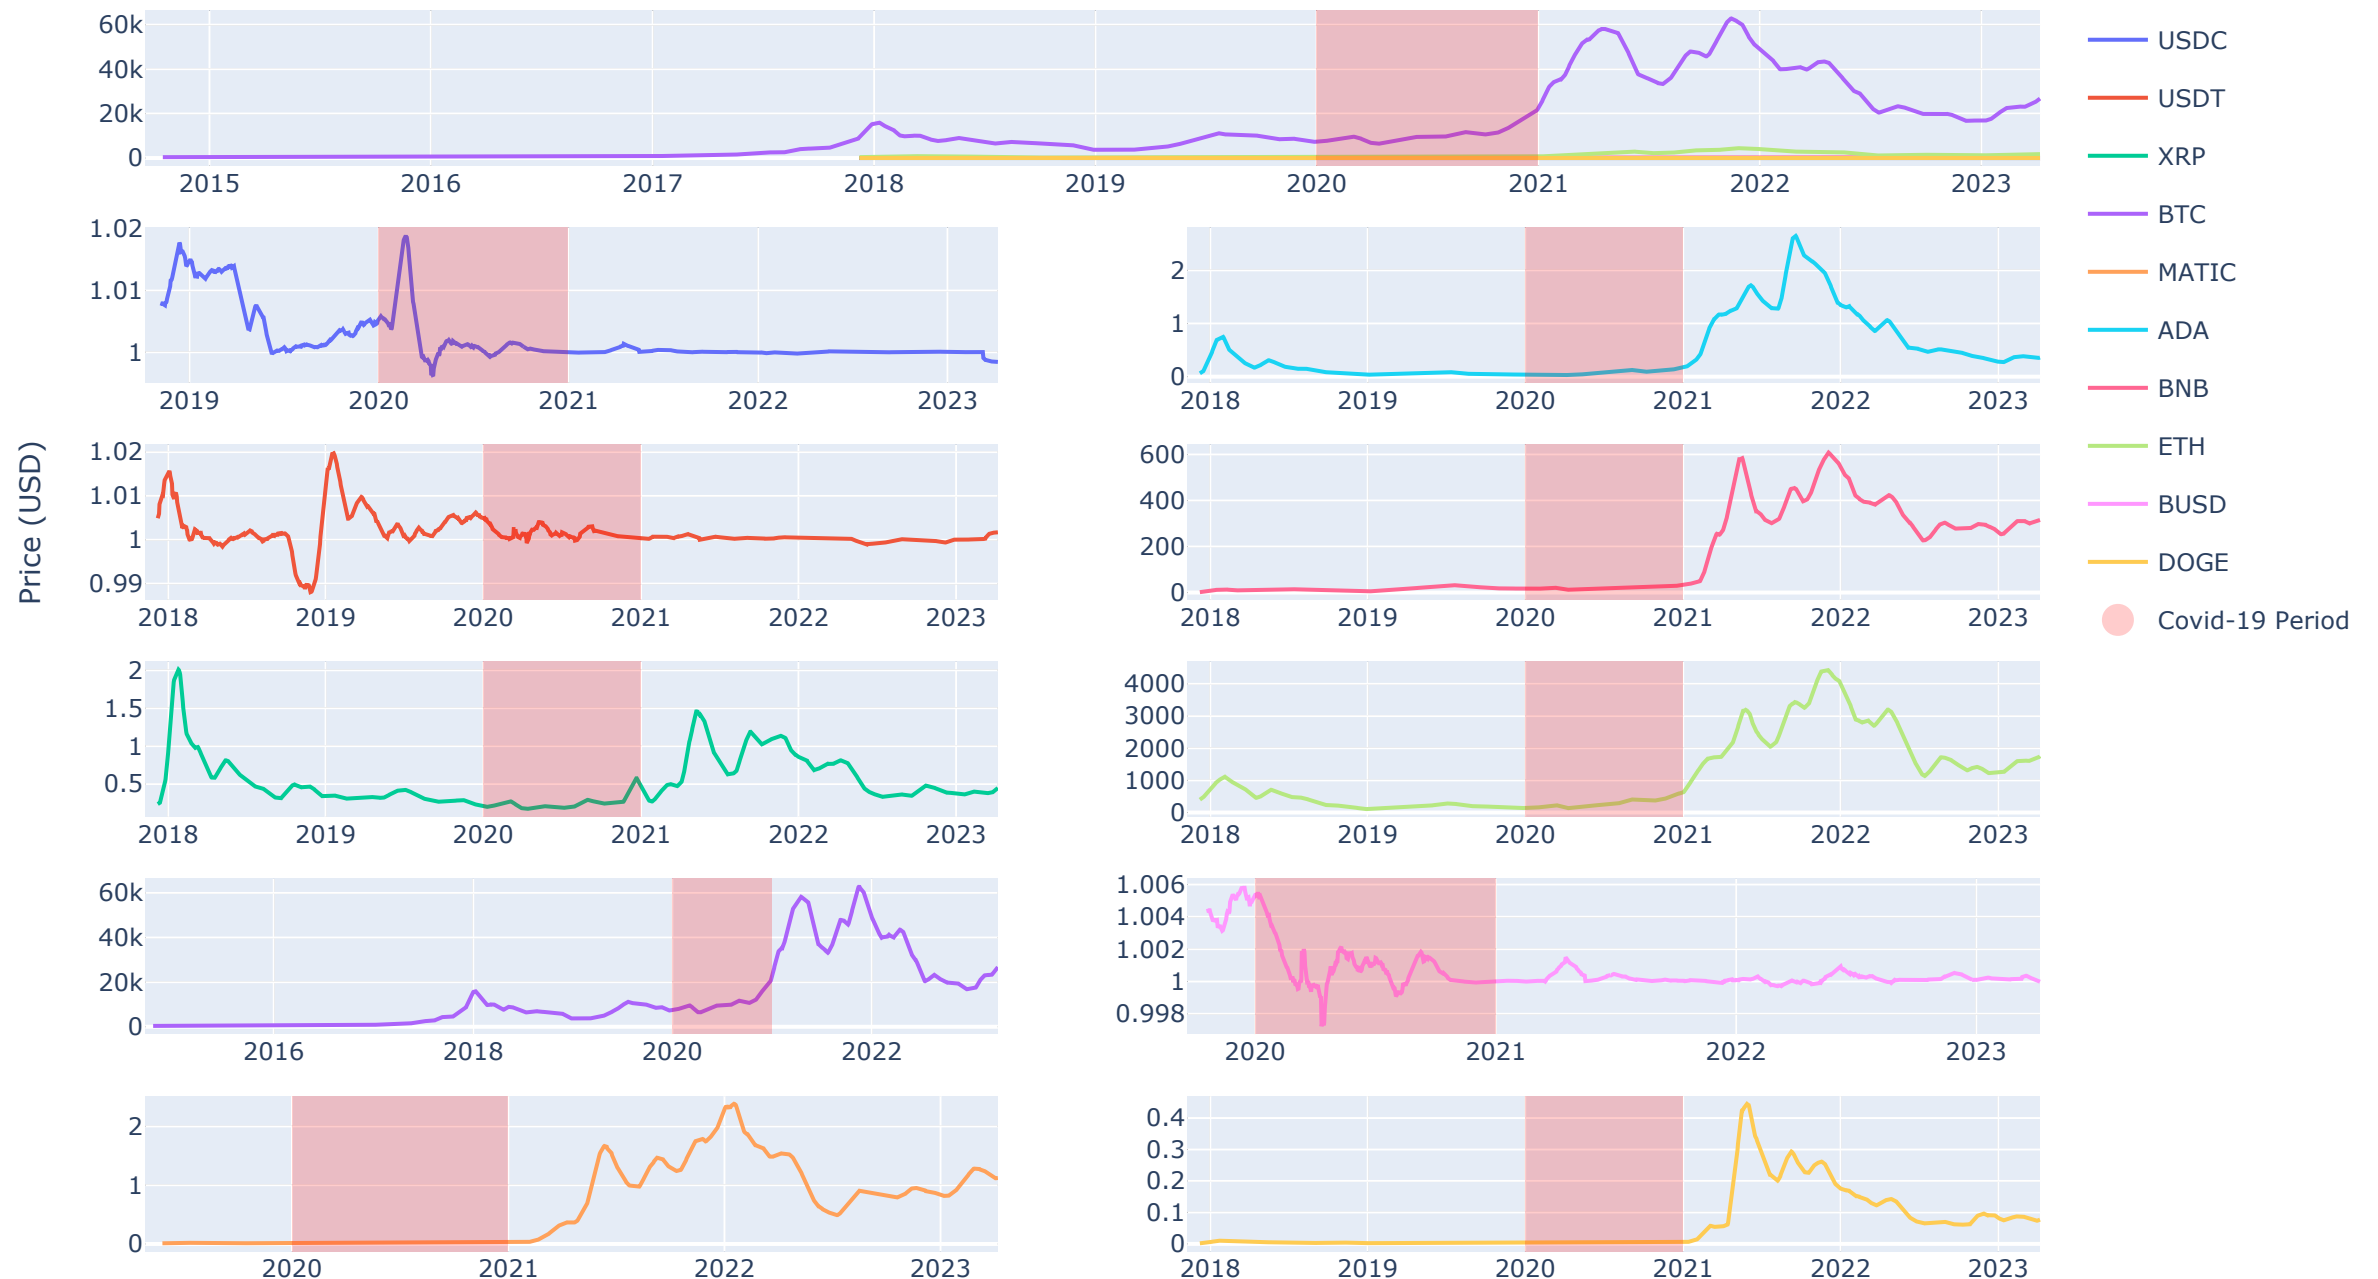 60k
40k
20k
0
2015 2016 2017 2018 2019 2020 2021 2022 2023
USDC
USDT
XRP
BTC
MATIC
ADA
BNB
ETH
BUSD
DOGE
Covid-19 Period
Price (USD)
1.02
1.01
1
2019 2020 2021 2022 2023
2
1
0
2018 2019 2020 2021 2022 2023
1.02
1.01
1
0.99
2018 2019 2020 2021 2022 2023
600
400
200
0
2018 2019 2020 2021 2022 2023
2
1.5
1
0.5
2018 2019 2020 2021 2022 2023
4000
3000
2000
1000
0
2018 2019 2020 2021 2022 2023
60k
40k
20k
0
2016 2018 2020 2022
1.006
1.004
1.002
1
0.998
2020 2021 2022 2023
2
1
0
2020 2021 2022 2023
0.4
0.3
0.2
0.1
0
2018 2019 2020 2021 2022 2023